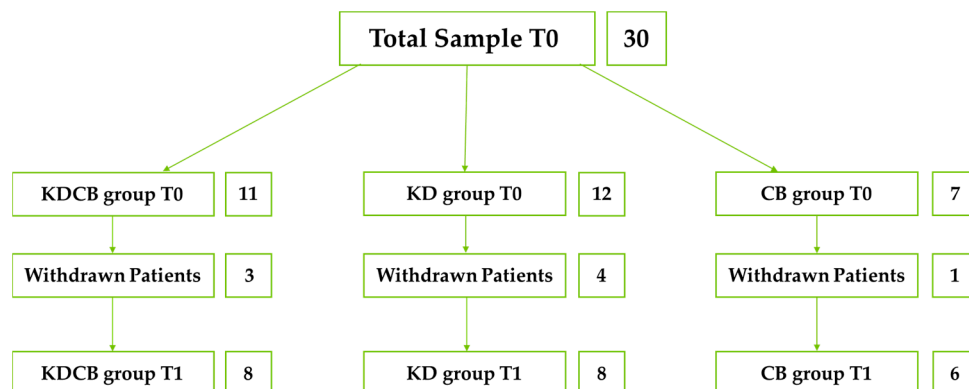 Total Sample T0 30
KDCB group T0 11 KD group T0 12 CB group T0 7
Withdrawn Patients 3 Withdrawn Patients 4 Withdrawn Patients 1
KDCB group T1 8 KD group T1 8 CB group T1 6